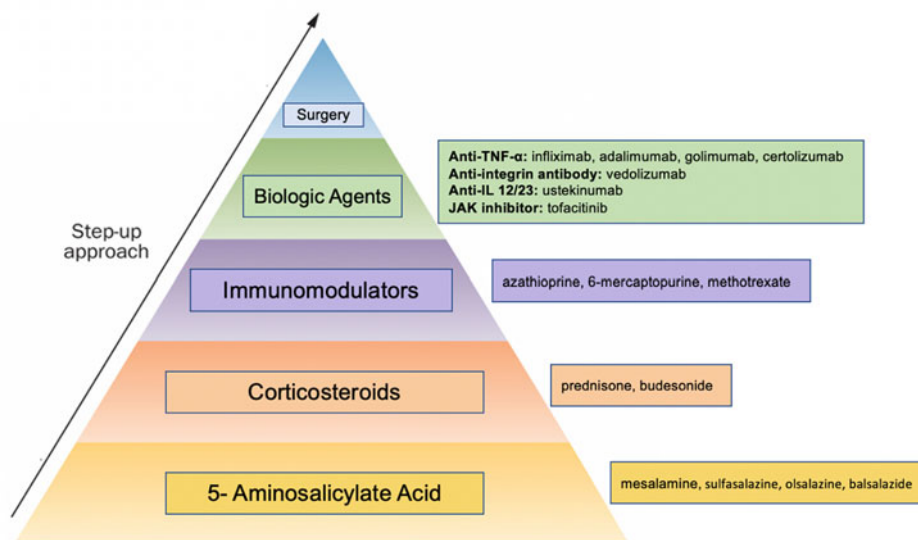 Surgery
Anti-TNF-α: infliximab, adalimumab, golimumab, certolizumab
Anti-integrin antibody: vedolizumab
Anti-IL 12/23: ustekinumab
JAK inhibitor: tofacitinib
Biologic Agents
Step-up
approach
Immunomodulators
azathioprine, 6-mercaptopurine, methotrexate
Corticosteroids
prednisone, budesonide
5- Aminosalicylate Acid
mesalamine, sulfasalazine, olsalazine, balsalazide